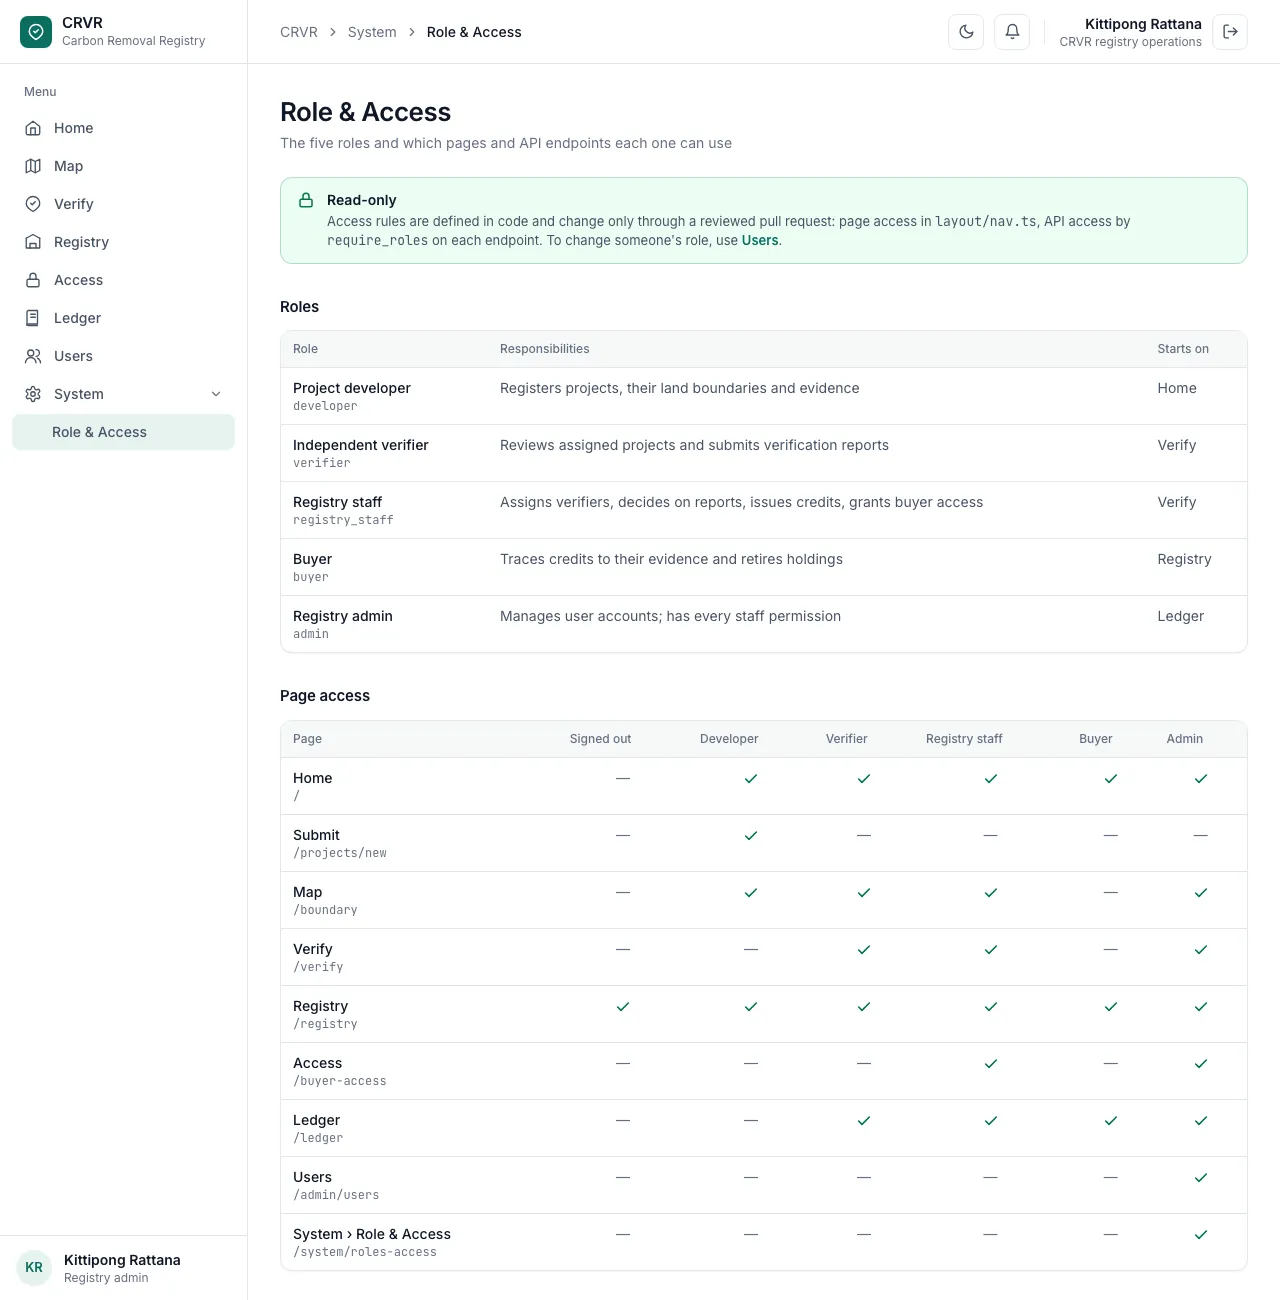 CRVR
Carbon Removal Registry
CRVR > System > Role & Access
Kittipong Rattana
CRVR registry operations
Menu
Home
Map
Verify
Registry
Access
Ledger
Users
System
Role & Access
Role & Access
The five roles and which pages and API endpoints each one can use
Read-only
Access rules are defined in code and change only through a reviewed pull request: page access in layout/nav.ts, API access by
require_roles on each endpoint. To change someone's role, use Users.
Roles
Role Responsibilities Starts on
Project developer Registers projects, their land boundaries and evidence Home
developer
Independent verifier Reviews assigned projects and submits verification reports Verify
verifier
Registry staff Assigns verifiers, decides on reports, issues credits, grants buyer access Verify
registry_staff
Buyer Traces credits to their evidence and retires holdings Registry
buyer
Registry admin Manages user accounts; has every staff permission Ledger
admin
Page access
Page Signed out Developer Verifier Registry staff Buyer Admin
Home — ✓ ✓ ✓ ✓ ✓
/
Submit — ✓ — — — —
/projects/new
Map — ✓ ✓ ✓ — ✓
/boundary
Verify — — ✓ ✓ — ✓
/verify
Registry ✓ ✓ ✓ ✓ ✓ ✓
/registry
Access — — — ✓ — ✓
/buyer-access
Ledger — — ✓ ✓ ✓ ✓
/ledger
Users — — — — — ✓
/admin/users
System › Role & Access — — — — — ✓
/system/roles-access
KR
Kittipong Rattana
Registry admin